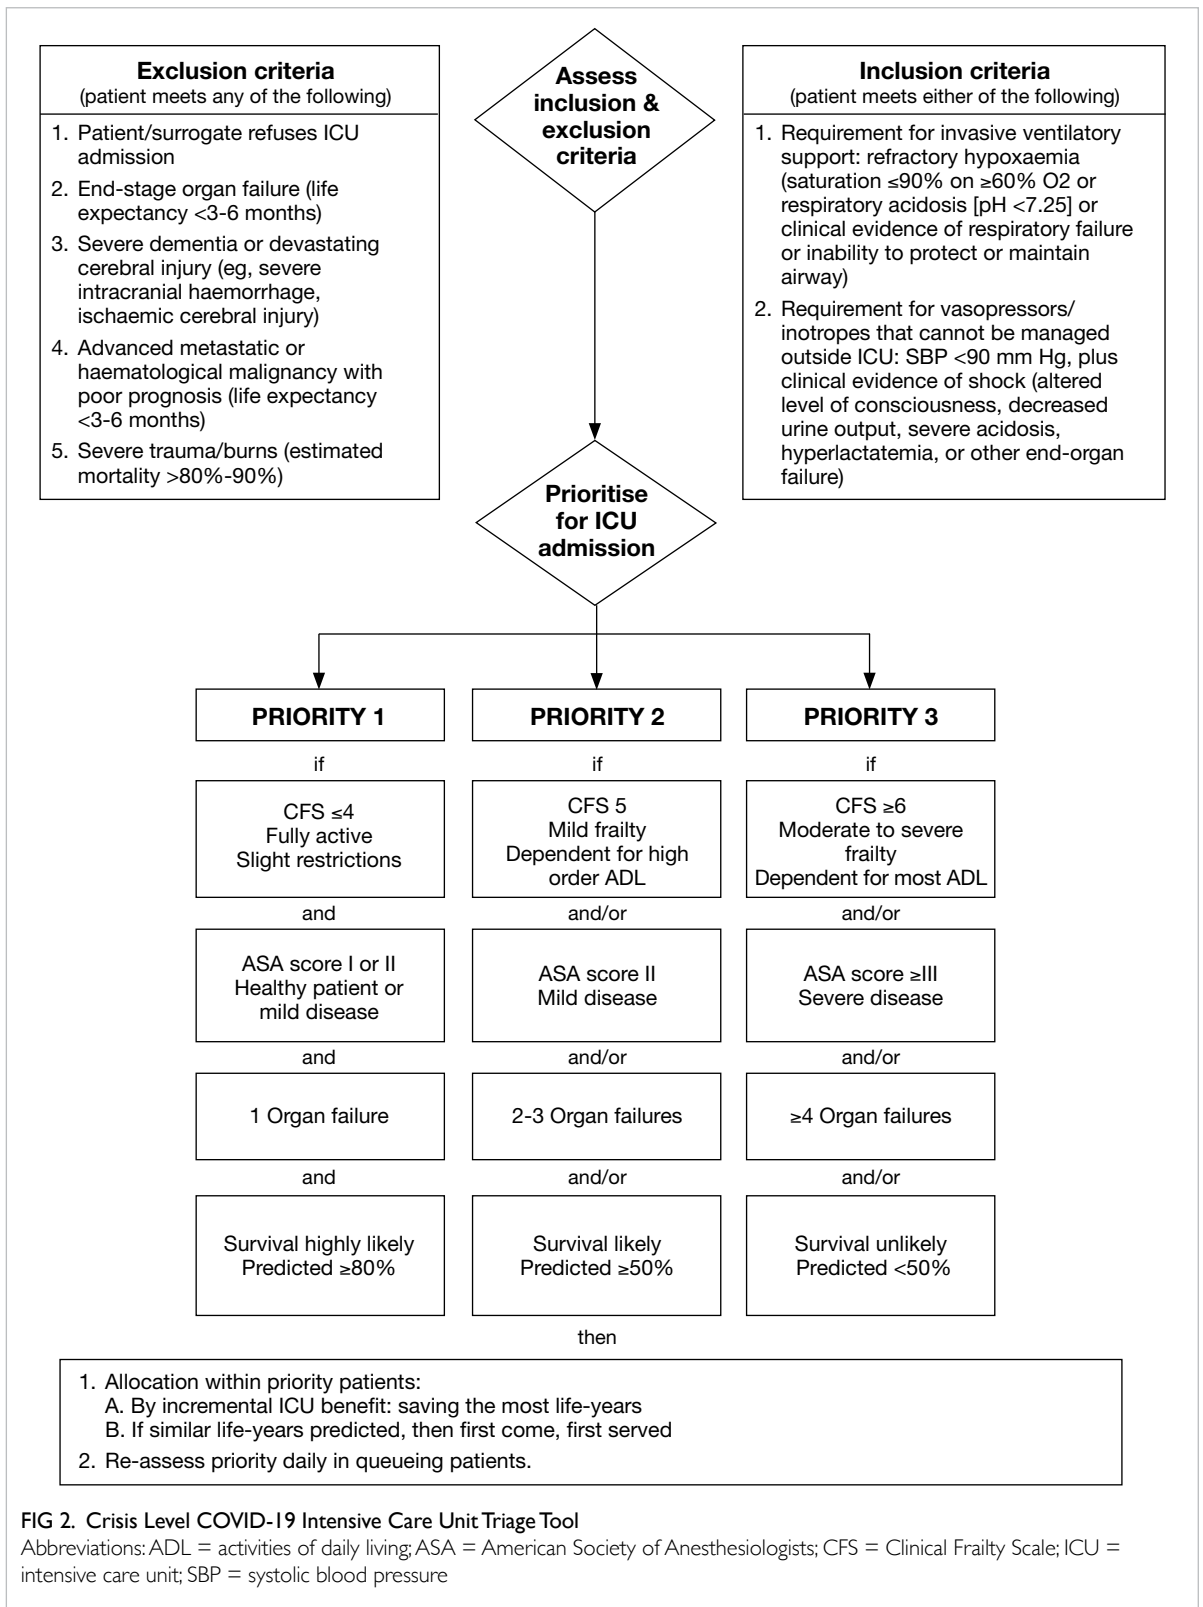 Exclusion criteria
(patient meets any of the following)
1. Patient/surrogate refuses ICU
admission
2. End-stage organ failure (life
expectancy <3-6 months)
3. Severe dementia or devastating
cerebral injury (eg, severe
intracranial haemorrhage,
ischaemic cerebral injury)
4. Advanced metastatic or
haematological malignancy with
poor prognosis (life expectancy
<3-6 months)
5. Severe trauma/burns (estimated
mortality >80%-90%)
Assess
inclusion &
exclusion
criteria
Inclusion criteria
(patient meets either of the following)
1. Requirement for invasive ventilatory
support: refractory hypoxaemia
(saturation ≤90% on ≥60% O2 or
respiratory acidosis [pH <7.25] or
clinical evidence of respiratory failure
or inability to protect or maintain
airway)
2. Requirement for vasopressors/
inotropes that cannot be managed
outside ICU: SBP <90 mm Hg, plus
clinical evidence of shock (altered
level of consciousness, decreased
urine output, severe acidosis,
hyperlactatemia, or other end-organ
failure)
Prioritise
for ICU
admission
PRIORITY 1
if
CFS ≤4
Fully active
Slight restrictions
and
ASA score I or II
Healthy patient or
mild disease
and
1 Organ failure
and
Survival highly likely
Predicted ≥80%
PRIORITY 2
if
CFS 5
Mild frailty
Dependent for high
order ADL
and/or
ASA score II
Mild disease
and/or
2-3 Organ failures
and/or
Survival likely
Predicted ≥50%
PRIORITY 3
if
CFS ≥6
Moderate to severe
frailty
Dependent for most ADL
and/or
ASA score ≥III
Severe disease
and/or
≥4 Organ failures
and/or
Survival unlikely
Predicted <50%
then
1. Allocation within priority patients:
A. By incremental ICU benefit: saving the most life-years
B. If similar life-years predicted, then first come, first served
2. Re-assess priority daily in queueing patients.
FIG 2. Crisis Level COVID-19 Intensive Care Unit Triage Tool
Abbreviations: ADL = activities of daily living; ASA = American Society of Anesthesiologists; CFS = Clinical Frailty Scale; ICU =
intensive care unit; SBP = systolic blood pressure